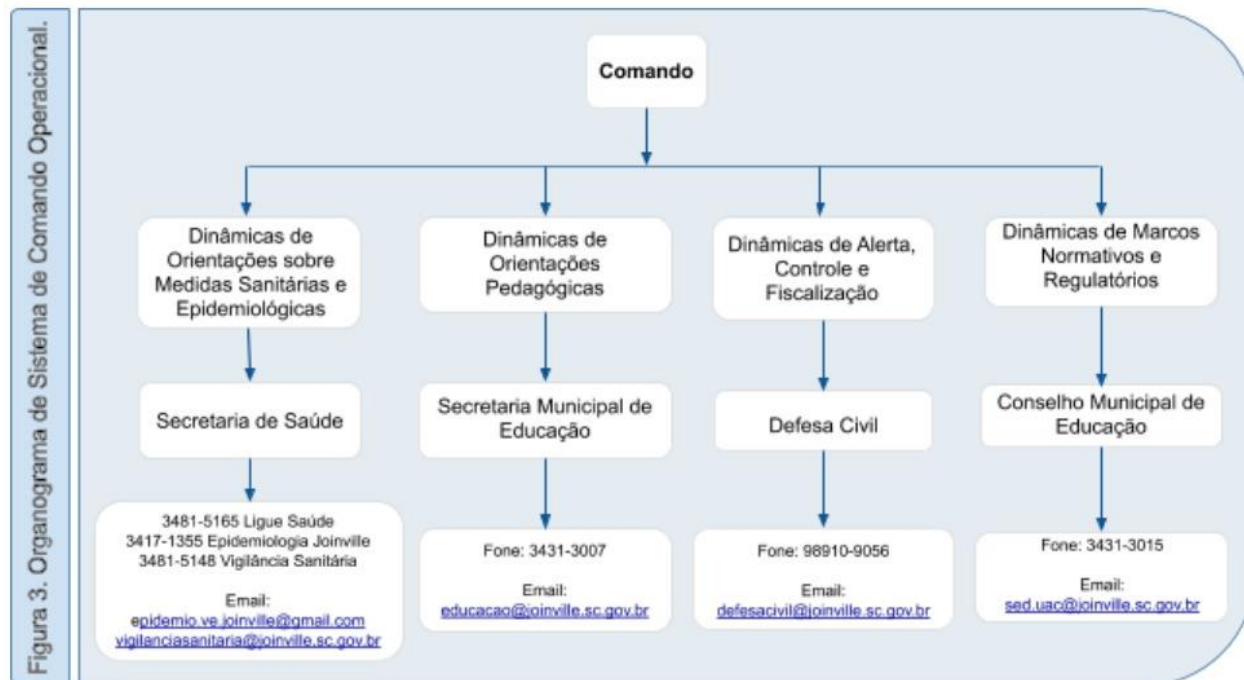 Figura 3. Organograma de Sistema de Comando Operacional.
Comando
Dinâmicas de
Orientações sobre
Medidas Sanitárias e
Epidemiológicas
Dinâmicas de
Orientações
Pedagógicas
Dinâmicas de Alerta,
Controle e
Fiscalização
Dinâmicas de Marcos
Normativos e
Regulatórios
Secretaria de Saúde
Secretaria Municipal de
Educação
Defesa Civil
Conselho Municipal de
Educação
3481-5165 Ligue Saúde
3417-1355 Epidemiologia Joinville
3481-5148 Vigilância Sanitária
Email:
epidemio.ve.joinville@gmail.com
vigilanciasanitaria@joinville.sc.gov.br
Fone: 3431-3007
Email:
educacao@joinville.sc.gov.br
Fone: 98910-9056
Email:
defesacivil@joinville.sc.gov.br
Fone: 3431-3015
Email:
sed.uac@joinville.sc.gov.br